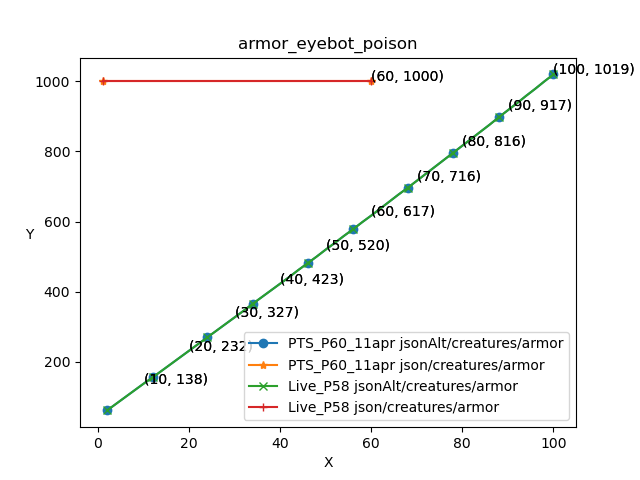 armor_eyebot_poison
(100, 1019)
(60, 1000)
1000
(90, 917)
(80, 816)
800
(70, 716)
(60, 617)
600
Y
(50, 520)
(40, 423)
400
(30, 327)
(20, 232)
PTS_P60_11apr jsonAlt/creatures/armor
PTS_P60_11apr json/creatures/armor
200
(10, 138)
Live_P58 jsonAlt/creatures/armor
Live_P58 json/creatures/armor
0 20 40 60 80 100
X